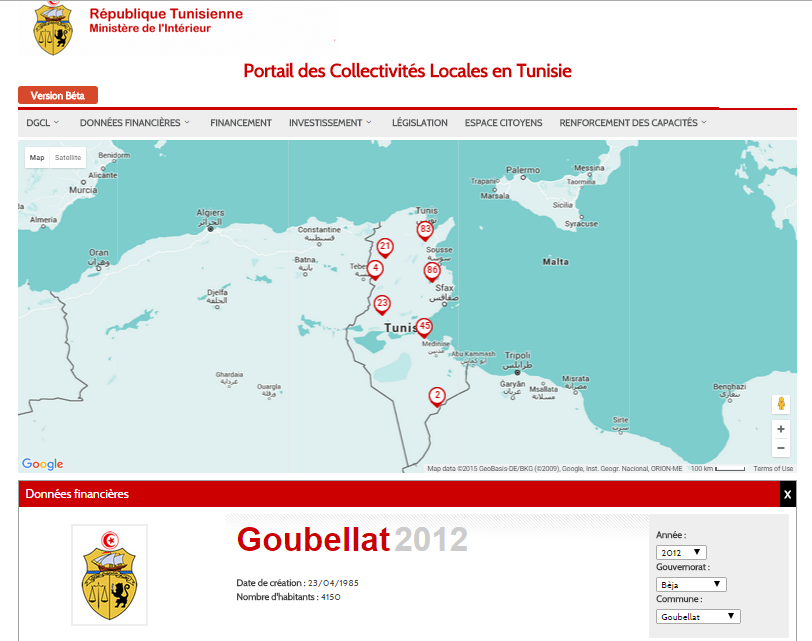 République Tunisienne
Ministère de l'Intérieur
Portail des Collectivités Locales en Tunisie
Version Béta
DGCL
DONNÉES FINANCIÈRES
FINANCEMENT
INVESTISSEMENT
LÉGISLATION
ESPACE CITOYENS
RENFORCEMENT DES CAPACITÉS
Map
Satellite
Benidorm
Alicante
Murcia
Almeria
Oran
وهران
Algiers
الجزائر
Djelfa
الجلفة
Ghardaia
غرداية
Ouargla
ورقلة
Constantine
قسنطينة
Batna
باتنة
Tunis
تونس
83
21
4
Sousse
سوسة
86
Sfax
صفاقس
23
Tunis
45
Medinine
مدنين
Abu Kammash
2
Palermo
Trapani
Marsala
Messina
Taormina
Sicilia
Syracuse
Malta
Tripoli
طرابلس
Garyan
غريان
Msallata
مسلاتة
Misrata
مصراتة
Sirte
سرت
Benghazi
بنغازي
+
−
Google
Map data ©2015 GeoBasis-DE/BKG (©2009), Google, Inst. Geogr. Nacional, ORION-ME
100 km
Terms of Use
Données financières
X
Goubellat 2012
Date de création : 23/04/1985
Nombre d'habitants : 4150
Année :
2012
Gouvernorat :
Bèja
Commune :
Goubellat